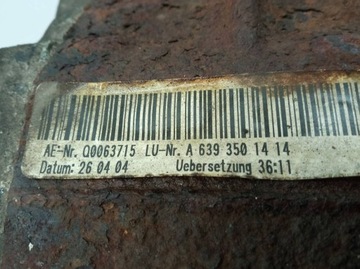 AE-Nr. Q0063715 LU-Nr. A 639 350 14 14
Datum: 26 04 04 Uebersetzung 36:11